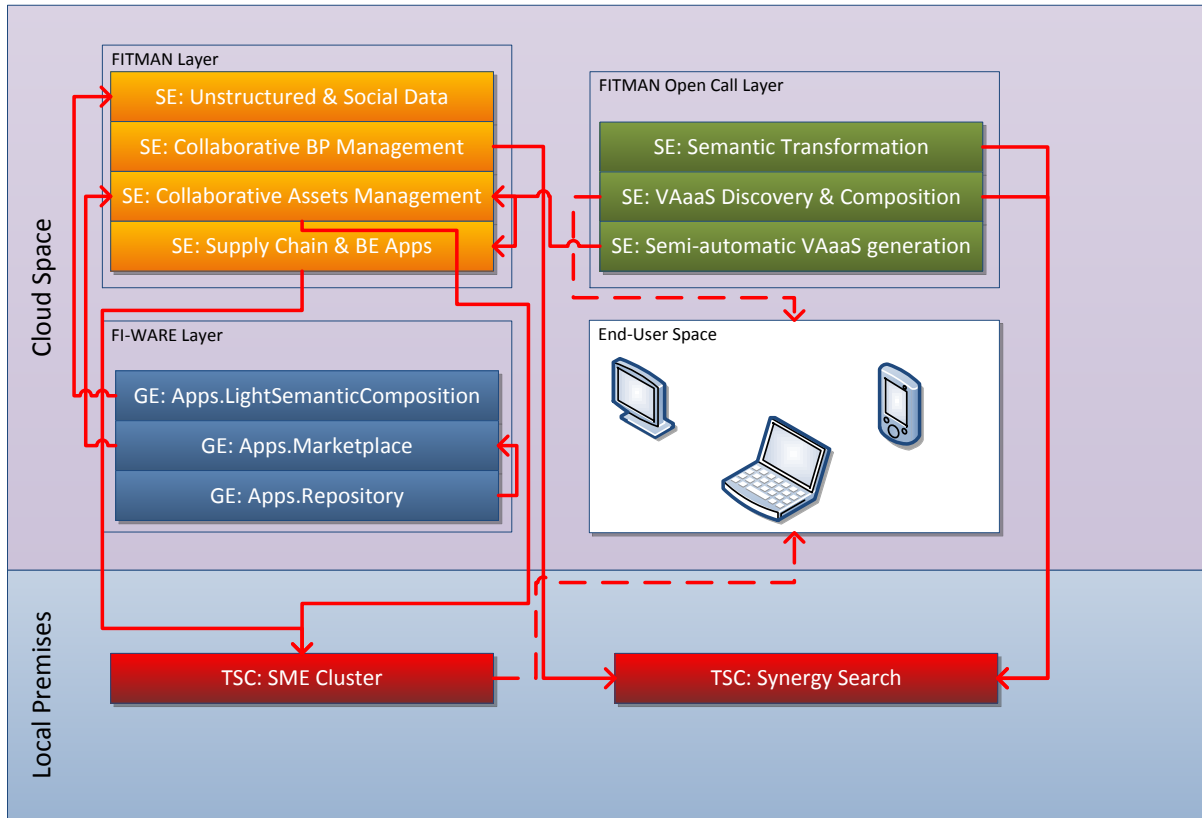 Cloud Space
FITMAN Layer
SE: Unstructured & Social Data
SE: Collaborative BP Management
SE: Collaborative Assets Management
SE: Supply Chain & BE Apps
FITMAN Open Call Layer
SE: Semantic Transformation
SE: VAaaS Discovery & Composition
SE: Semi-automatic VAaaS generation
FI-WARE Layer
GE: Apps.LightSemanticComposition
GE: Apps.Marketplace
GE: Apps.Repository
End-User Space
Local Premises
TSC: SME Cluster
TSC: Synergy Search